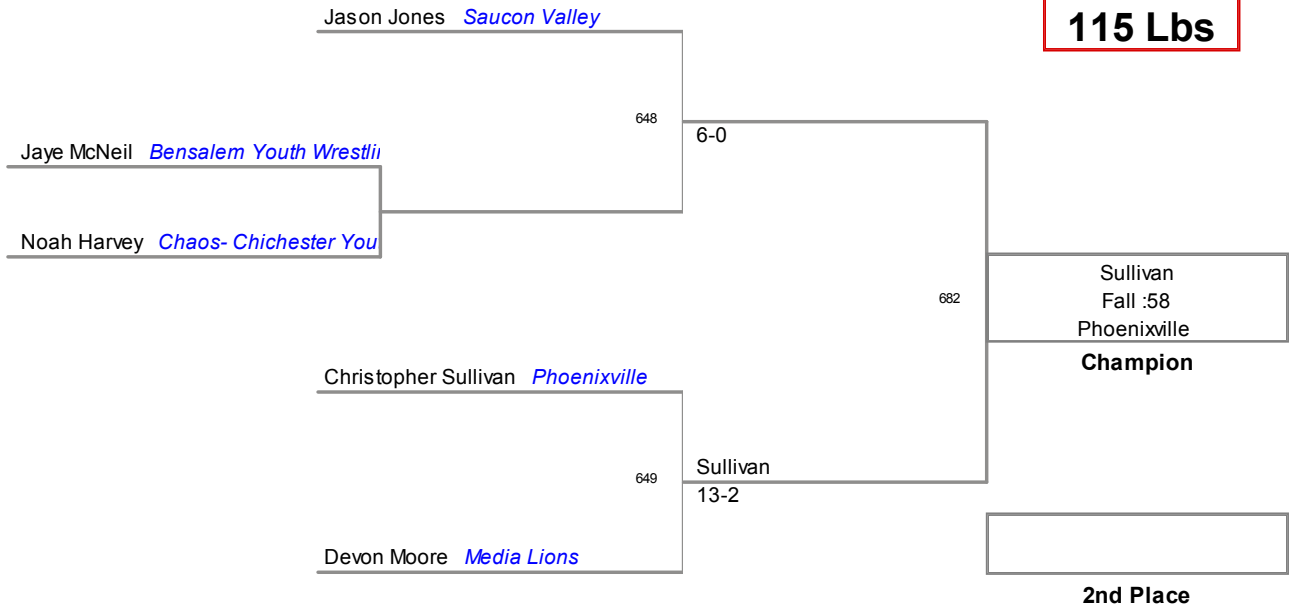 Jason Jones Saucon Valley
115 Lbs
648
6-0
Jaye McNeil Bensalem Youth Wrestlin
Noah Harvey Chaos- Chichester You
Sullivan
Fall :58
Phoenixville
682
Champion
Christopher Sullivan Phoenixville
649
Sullivan
13-2
Devon Moore Media Lions
2nd Place